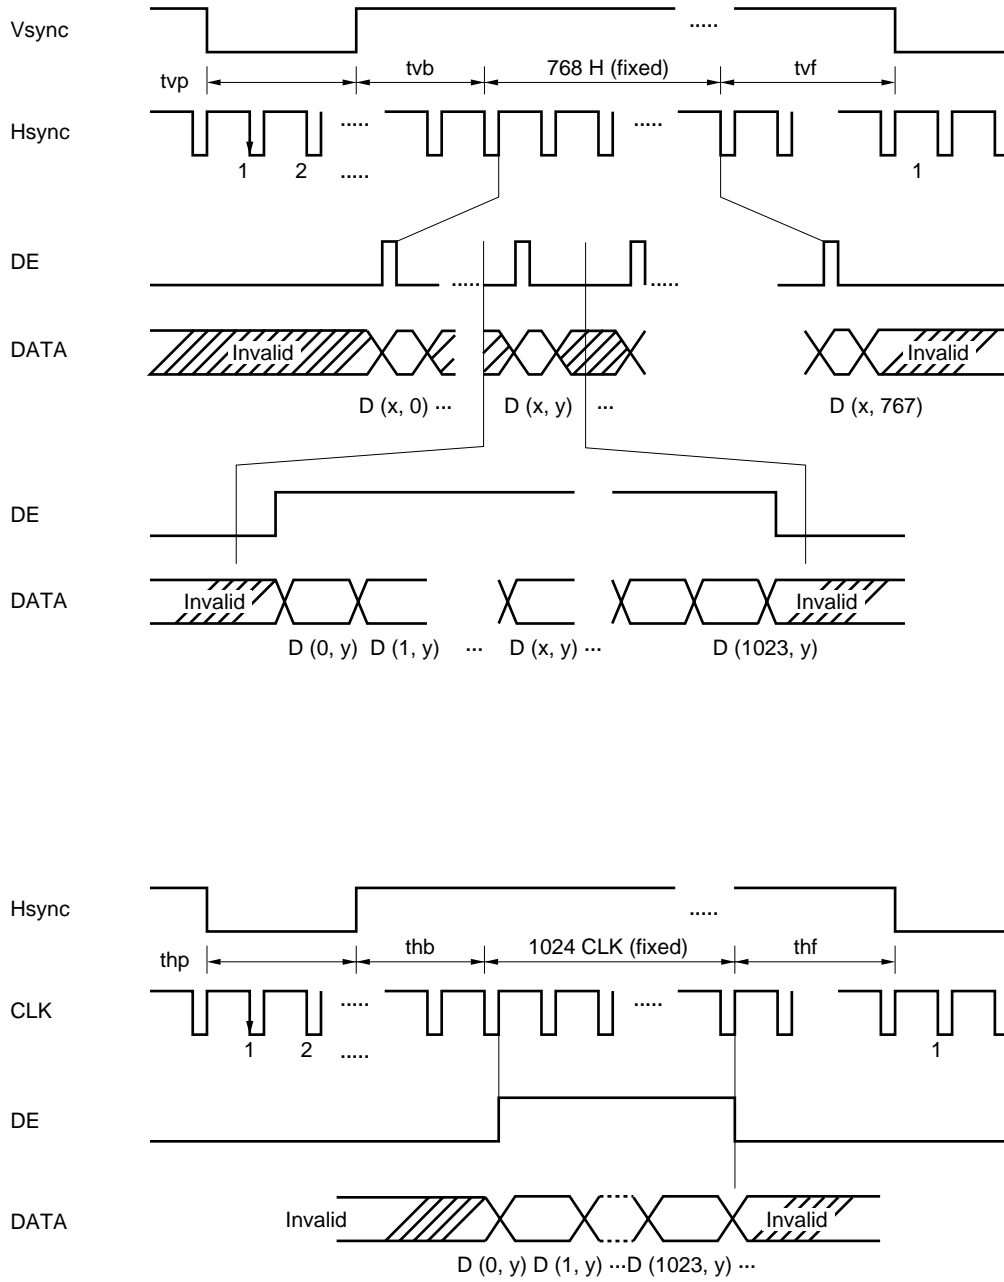 Vsync
.....
tvp tvb 768 H (fixed) tvf
Hsync
..... .....
1 2 ..... 1
DE
..... .....
DATA
Invalid Invalid
D (x, 0) ... D (x, y) ... D (x, 767)
DE
DATA
Invalid Invalid
D (0, y) D (1, y) ... D (x, y) ... D (1023, y)
Hsync
.....
thp thb 1024 CLK (fixed) thf
CLK
..... .....
1 2 ..... 1
DE
DATA
Invalid Invalid
D (0, y) D (1, y) ...D (1023, y) ...